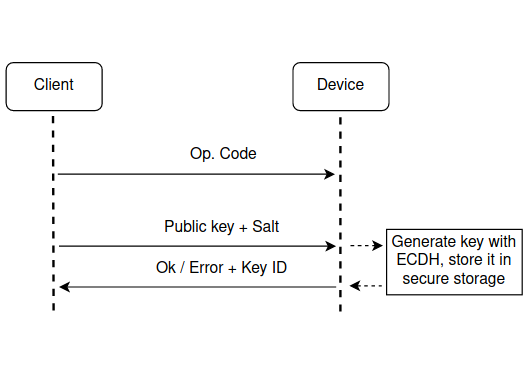 Client
Device
Op. Code
Public key + Salt
Generate key with
ECDH, store it in
secure storage
Ok / Error + Key ID